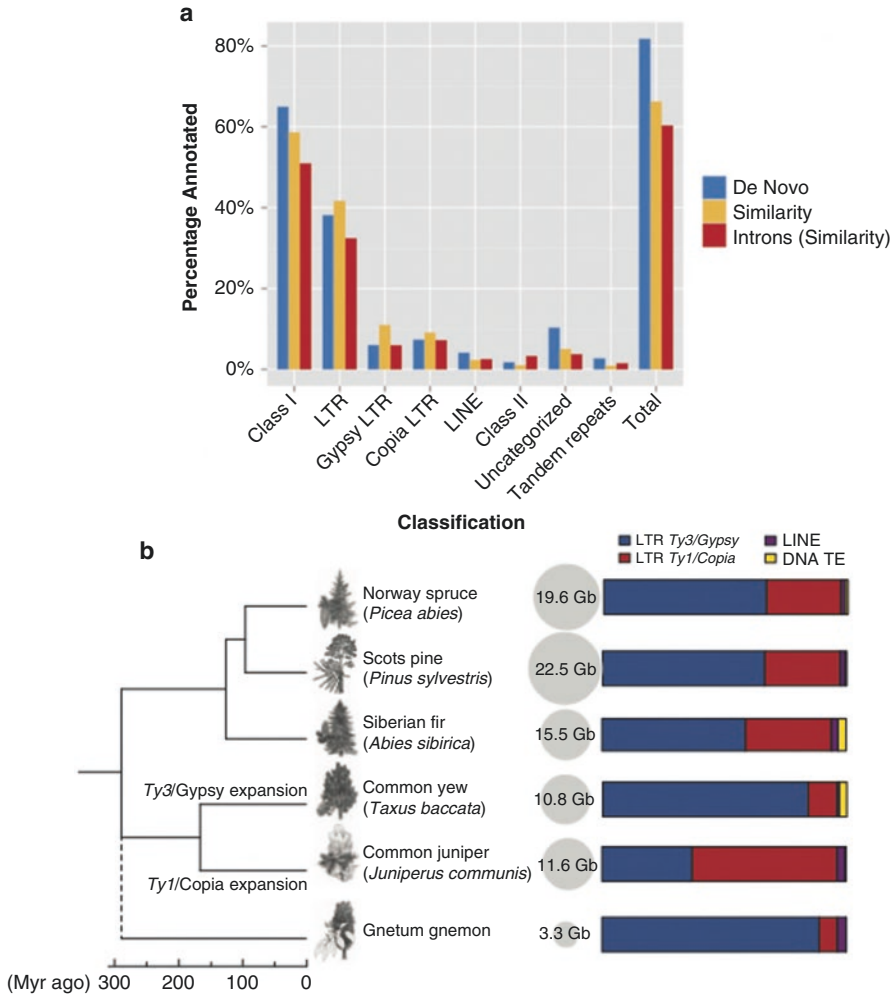 a
80%
60%
40%
20%
0%
Percentage Annotated
De Novo
Similarity
Introns (Similarity)
Class I
LTR
Gypsy LTR
Copia LTR
LINE
Class II
Uncategorized
Tandem repeats
Total
Classification
b
LTR Ty3/Gypsy
LINE
LTR Ty1/Copia
DNA TE
Norway spruce
(Picea abies)
19.6 Gb
Scots pine
(Pinus sylvestris)
22.5 Gb
Siberian fir
(Abies sibirica)
15.5 Gb
Ty3/Gypsy expansion
Common yew
(Taxus baccata)
10.8 Gb
Ty1/Copia expansion
Common juniper
(Juniperus communis)
11.6 Gb
Gnetum gnemon
3.3 Gb
(Myr ago) 300 200 100 0